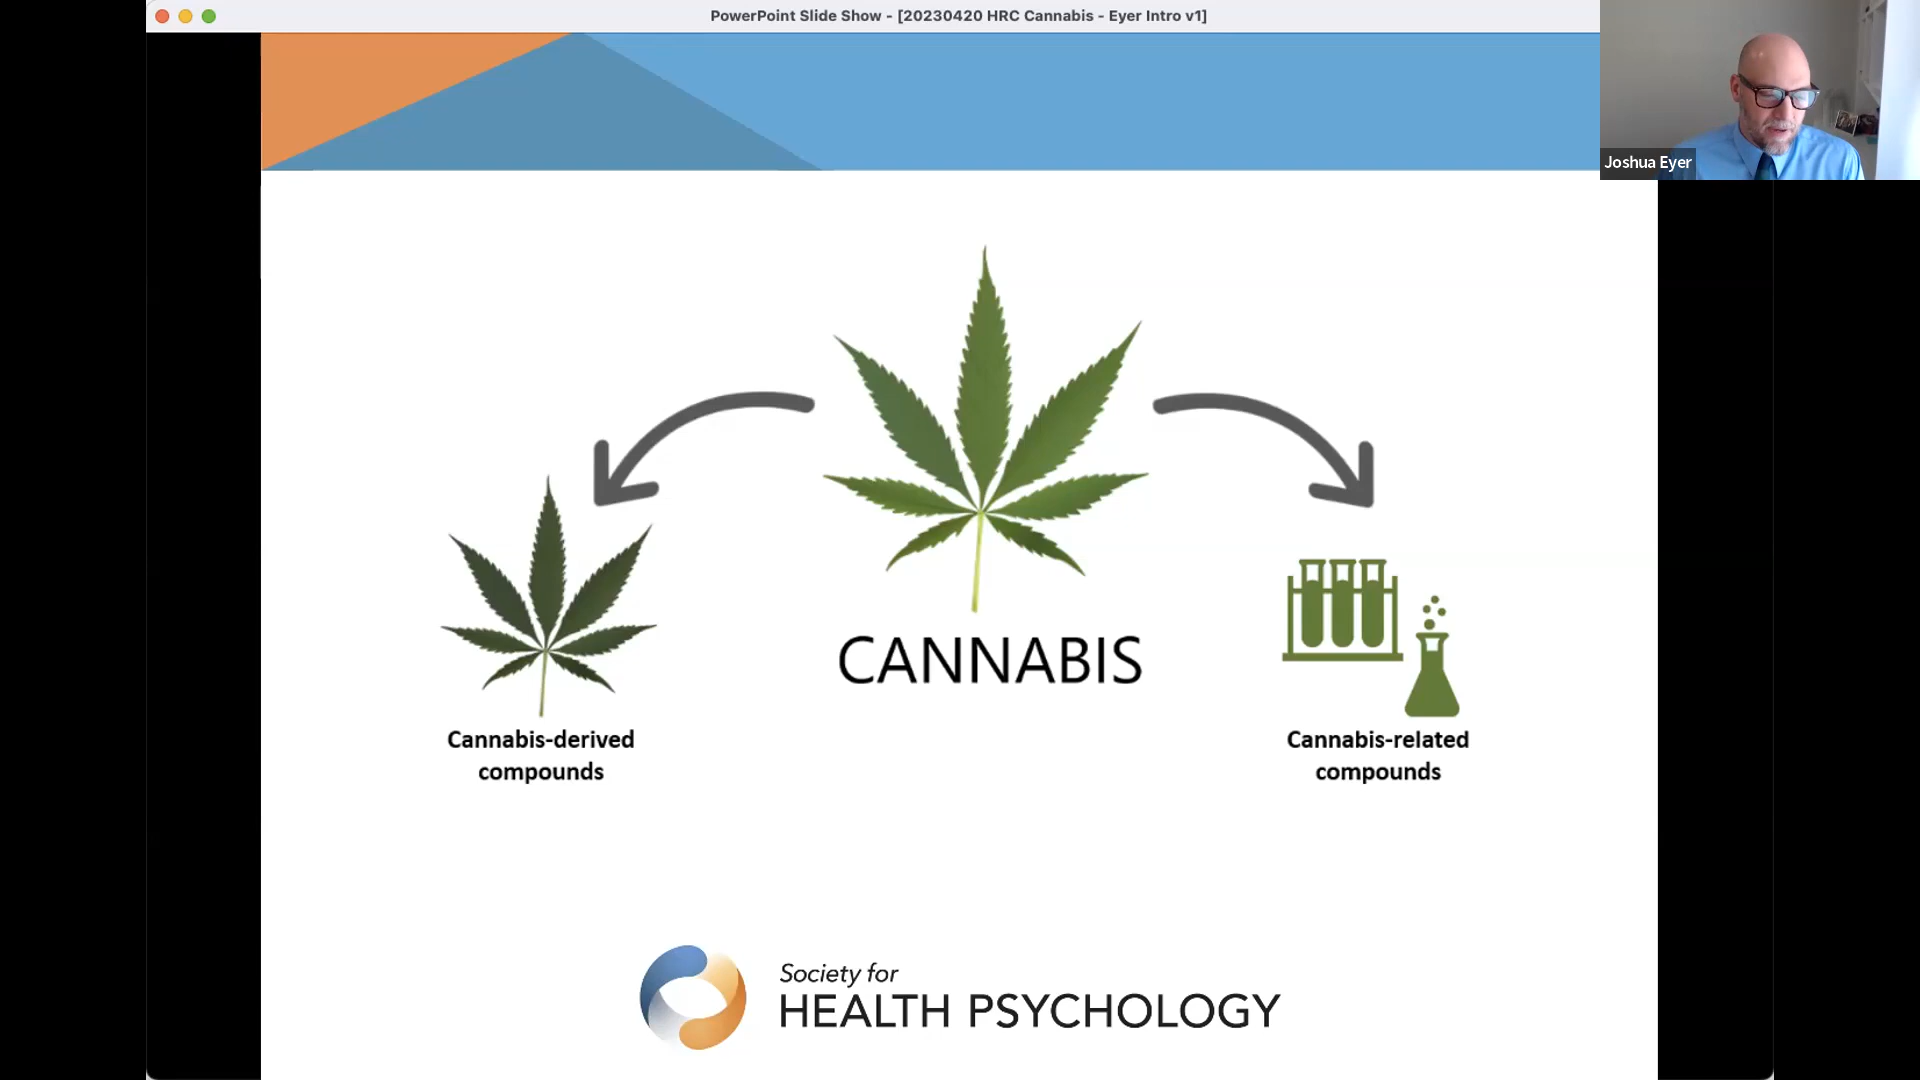 PowerPoint Slide Show - [20230420 HRC Cannabis - Eyer Intro v1]
Joshua Eyer
CANNABIS
Cannabis-derived
compounds
Cannabis-related
compounds
Society for
HEALTH PSYCHOLOGY